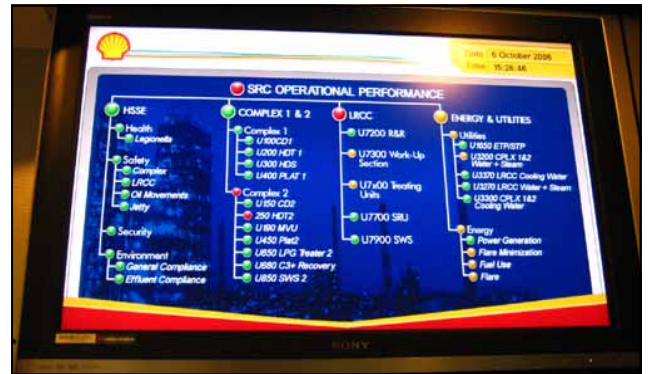 Date: 6 October 2006
Time: 15:26:46
SRC OPERATIONAL PERFORMANCE
HSSE
Health
Legionella
Safety
Complex
LRCC
Oil Movements
Jetty
Security
Environment
General Compliance
Effluent Compliance
COMPLEX 1 & 2
Complex 1
U100CD1
U200 HDT 1
U300 HDS
U400 PLAT 1
Complex 2
U150 CD2
250 HDT2
U190 MVU
U450 Plat2
U650 LPG Treater 2
U680 C3+ Recovery
U850 SWS 2
LRCC
U7200 R&R
U7300 Work-Up
Section
U7x00 Treating
Units
U7700 SRU
U7900 SWS
ENERGY & UTILITIES
Utilities
U1650 ETP/STP
U3200 CPLX 1&2
Water + Steam
U3370 LRCC Cooling Water
U3270 LRCC Water + Steam
U3300 CPLX 1&2
Cooling Water
Energy
Power Generation
Flare Minimization
Fuel Use
Flare
SONY